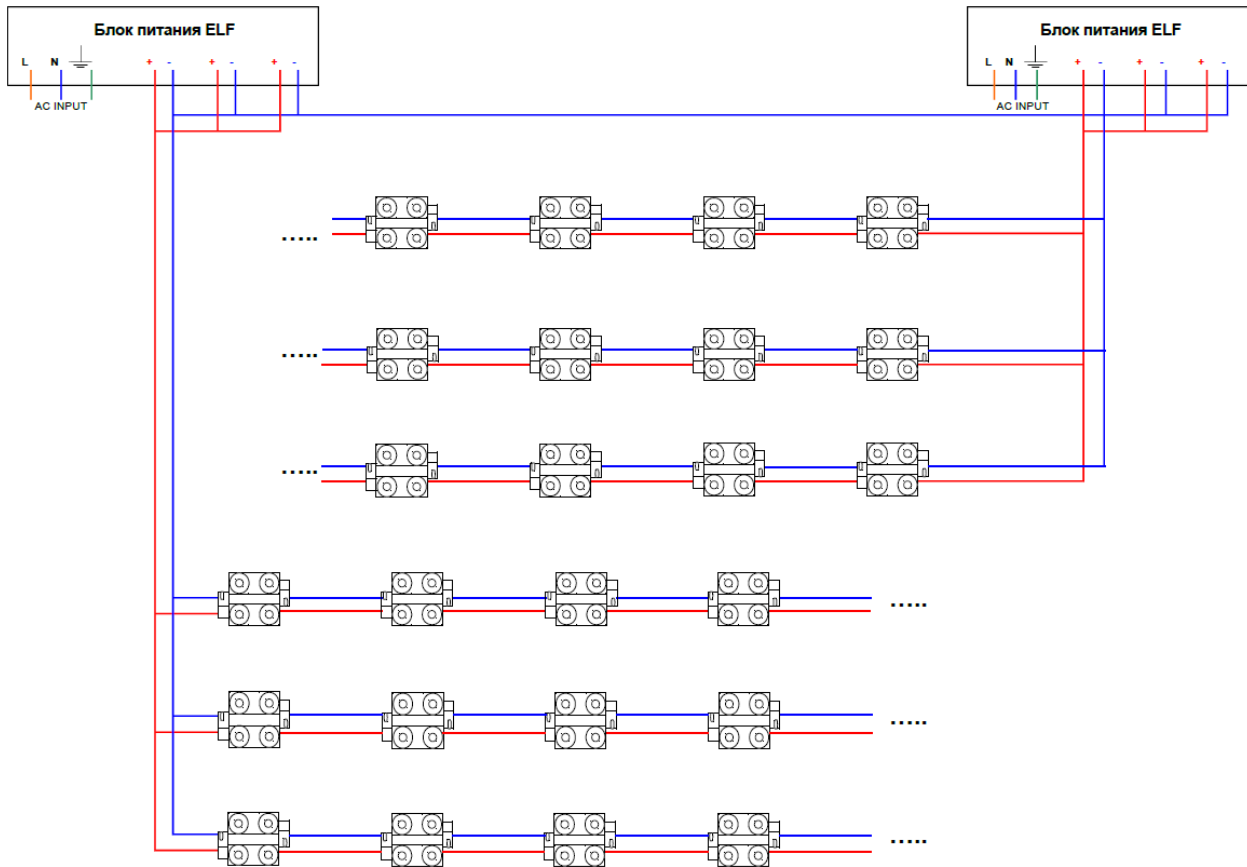 Блок питания ELF
L N + - + - + -
AC INPUT
Блок питания ELF
L N + - + - + -
AC INPUT
.....
.....
.....
.....
.....
.....